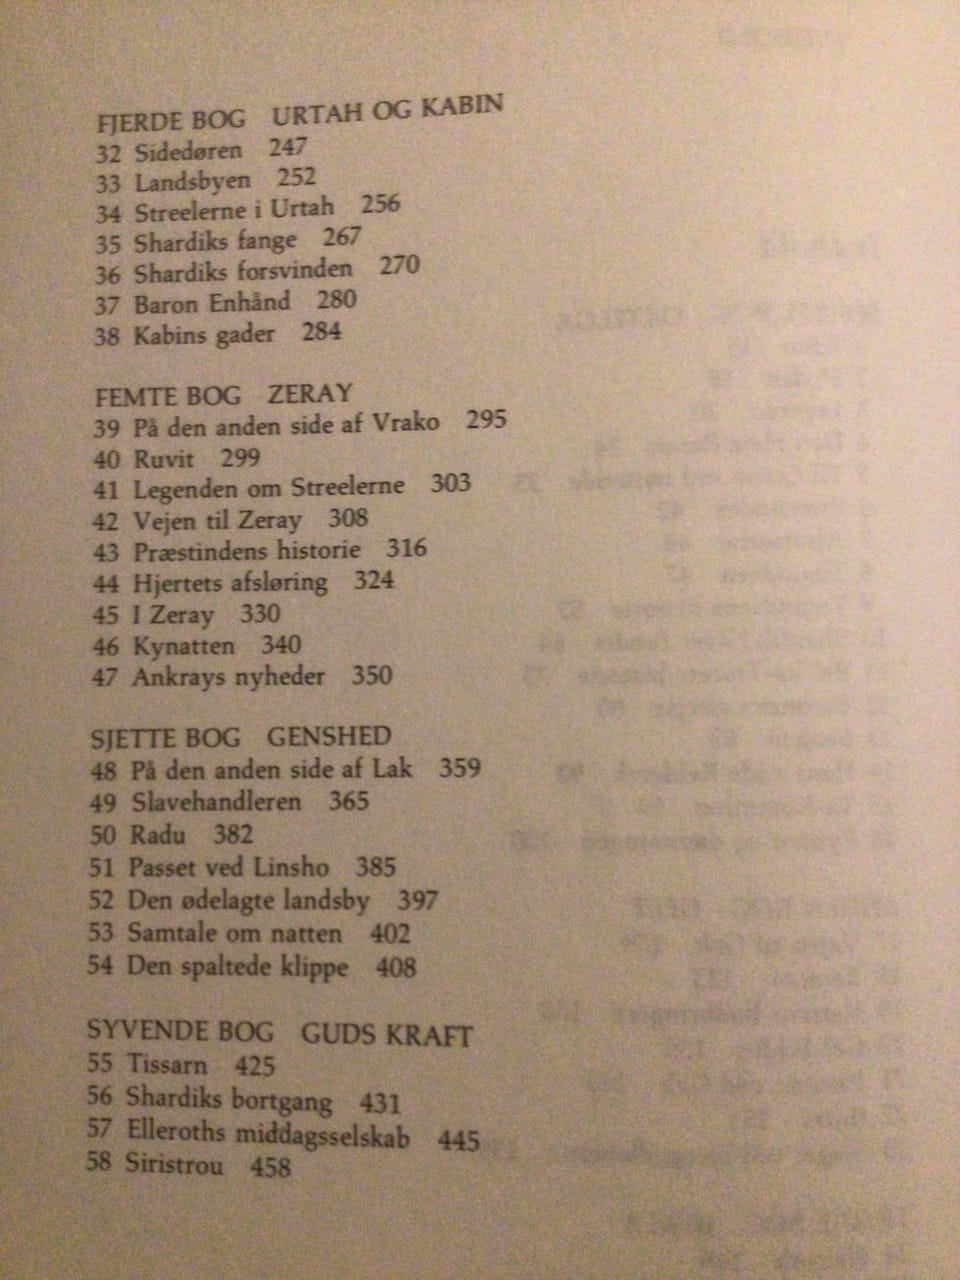 FJERDE BOG URTAH OG KABIN
32 Sidedøren 247
33 Landsbyen 252
34 Streelerne i Urtah 256
35 Shardiks fange 267
36 Shardiks forsvinden 270
37 Baron Enhånd 280
38 Kabins gader 284
FEMTE BOG ZERAY
39 På den anden side af Vrako 295
40 Ruvit 299
41 Legenden om Streelerne 303
42 Vejen til Zeray 308
43 Præstindens historie 316
44 Hjertets afsløring 324
45 I Zeray 330
46 Kynatten 340
47 Ankrays nyheder 350
SJETTE BOG GENSHED
48 På den anden side af Lak 359
49 Slavehandleren 365
50 Radu 382
51 Passet ved Linsho 385
52 Den ødelagte landsby 397
53 Samtale om natten 402
54 Den spaltede klippe 408
SYVENDE BOG GUDS KRAFT
55 Tissarn 425
56 Shardiks bortgang 431
57 Elleroths middagsselskab 445
58 Siristrou 458